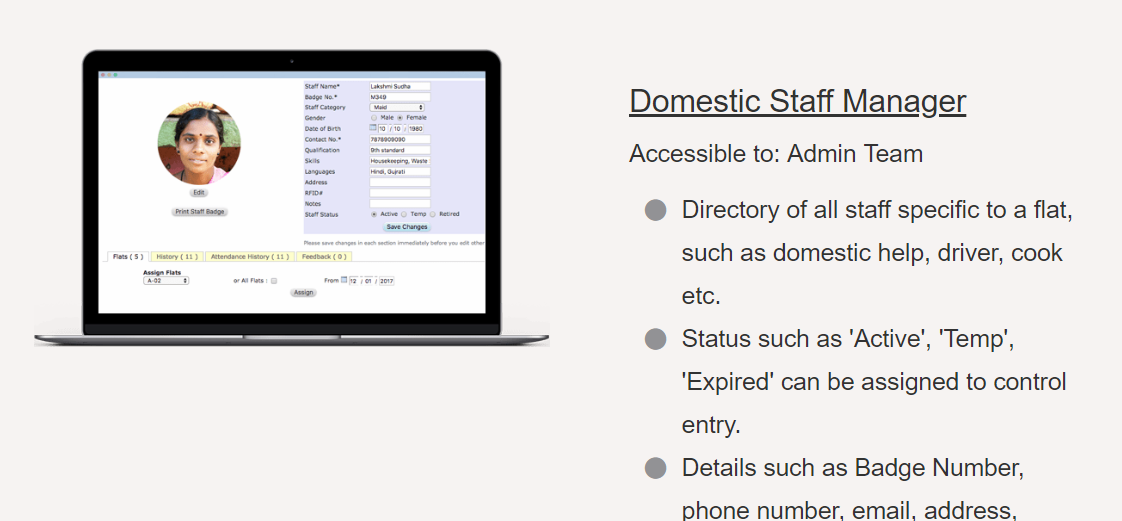 Staff Name* Lakshmi Sudha
Badge No.* M349
Staff Category Maid
Gender Male Female
Date of Birth 10 / 10 / 1980
Contact No.* 7878909090
Qualification 9th standard
Skills Housekeeping, Waste
Languages Hindi, Gujrati
Address
RFID#
Notes
Staff Status Active Temp Retired
Save Changes
Edit
Print Staff Badge
Please save changes in each section immediately before you edit other
Flats ( 5 ) History ( 11 ) Attendance History ( 11 ) Feedback ( 0 )
Assign Flats
A-02 or All Flats : From 12 / 01 / 2017
Assign
Domestic Staff Manager
Accessible to: Admin Team
Directory of all staff specific to a flat,
such as domestic help, driver, cook
etc.
Status such as 'Active', 'Temp',
'Expired' can be assigned to control
entry.
Details such as Badge Number,
phone number, email, address,